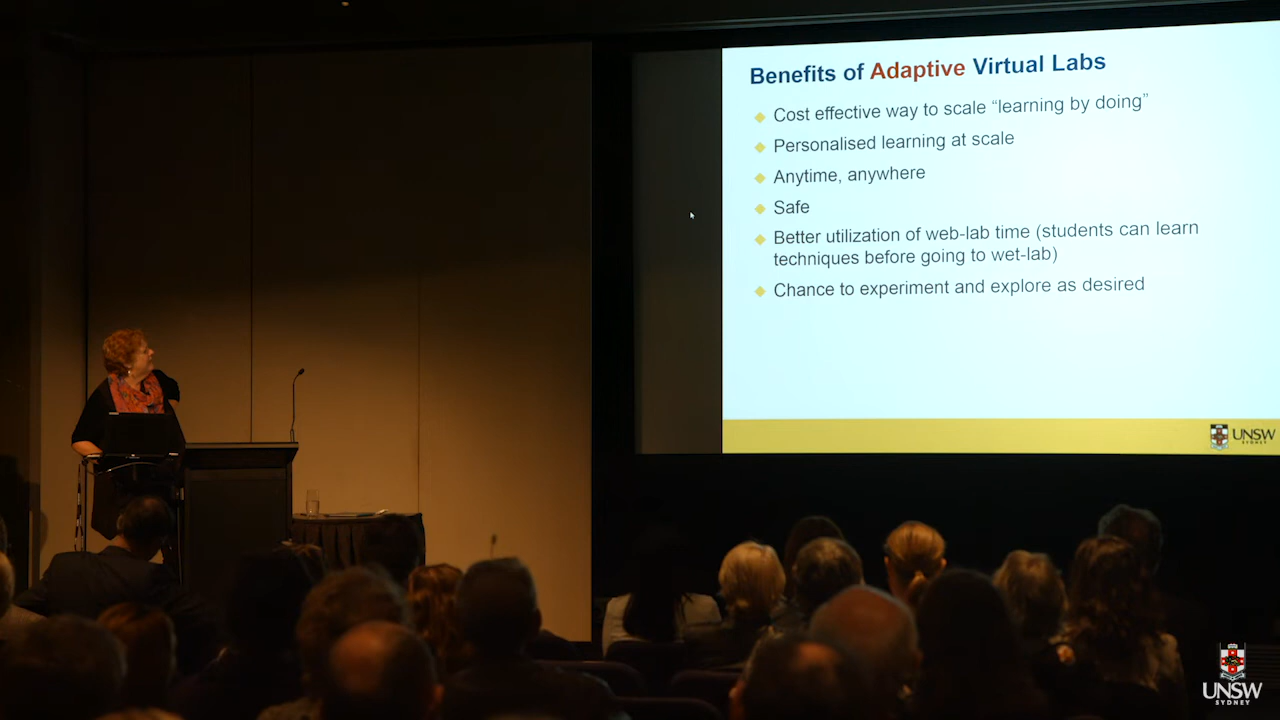 Benefits of Adaptive Virtual Labs
Cost effective way to scale “learning by doing”
Personalised learning at scale
Anytime, anywhere
Safe
Better utilization of web-lab time (students can learn
techniques before going to wet-lab)
Chance to experiment and explore as desired
UNSW
SYDNEY
UNSW
SYDNEY